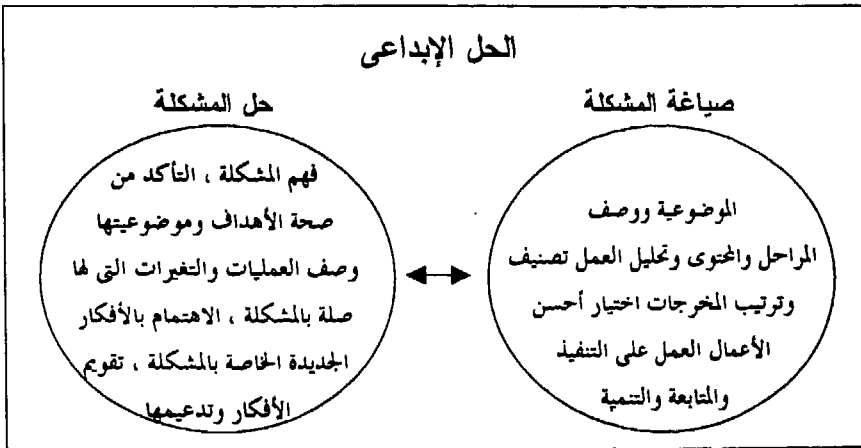 الحل الإبداعى
صياغة المشكلة
الموضوعية ووصف
المراحل والمحتوى وتحليل العمل تصنيف
وترتيب المخرجات اختيار أحسن
الأعمال العمل على التنفيذ
والمتابعة والتنمية
حل المشكلة
فهم المشكلة ، التأكد من
صحة الأهداف وموضوعيتها
وصف العمليات والتغيرات التى لها
صلة بالمشكلة ، الاهتمام بالأفكار
الجديدة الخاصة بالمشكلة ، تقويم
الأفكار وتدعيمها